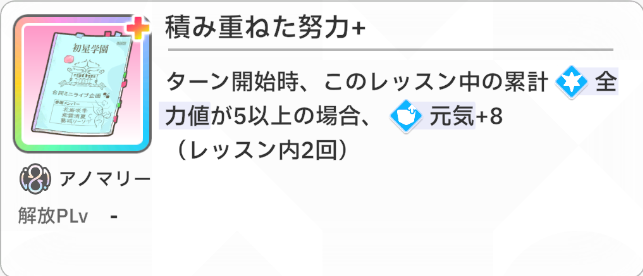 積み重ねた努力+
ターン開始時、このレッスン中の累計 全
力値が5以上の場合、 元気+8
（レッスン内2回）
初星学園
アノマリー
解放PLv -